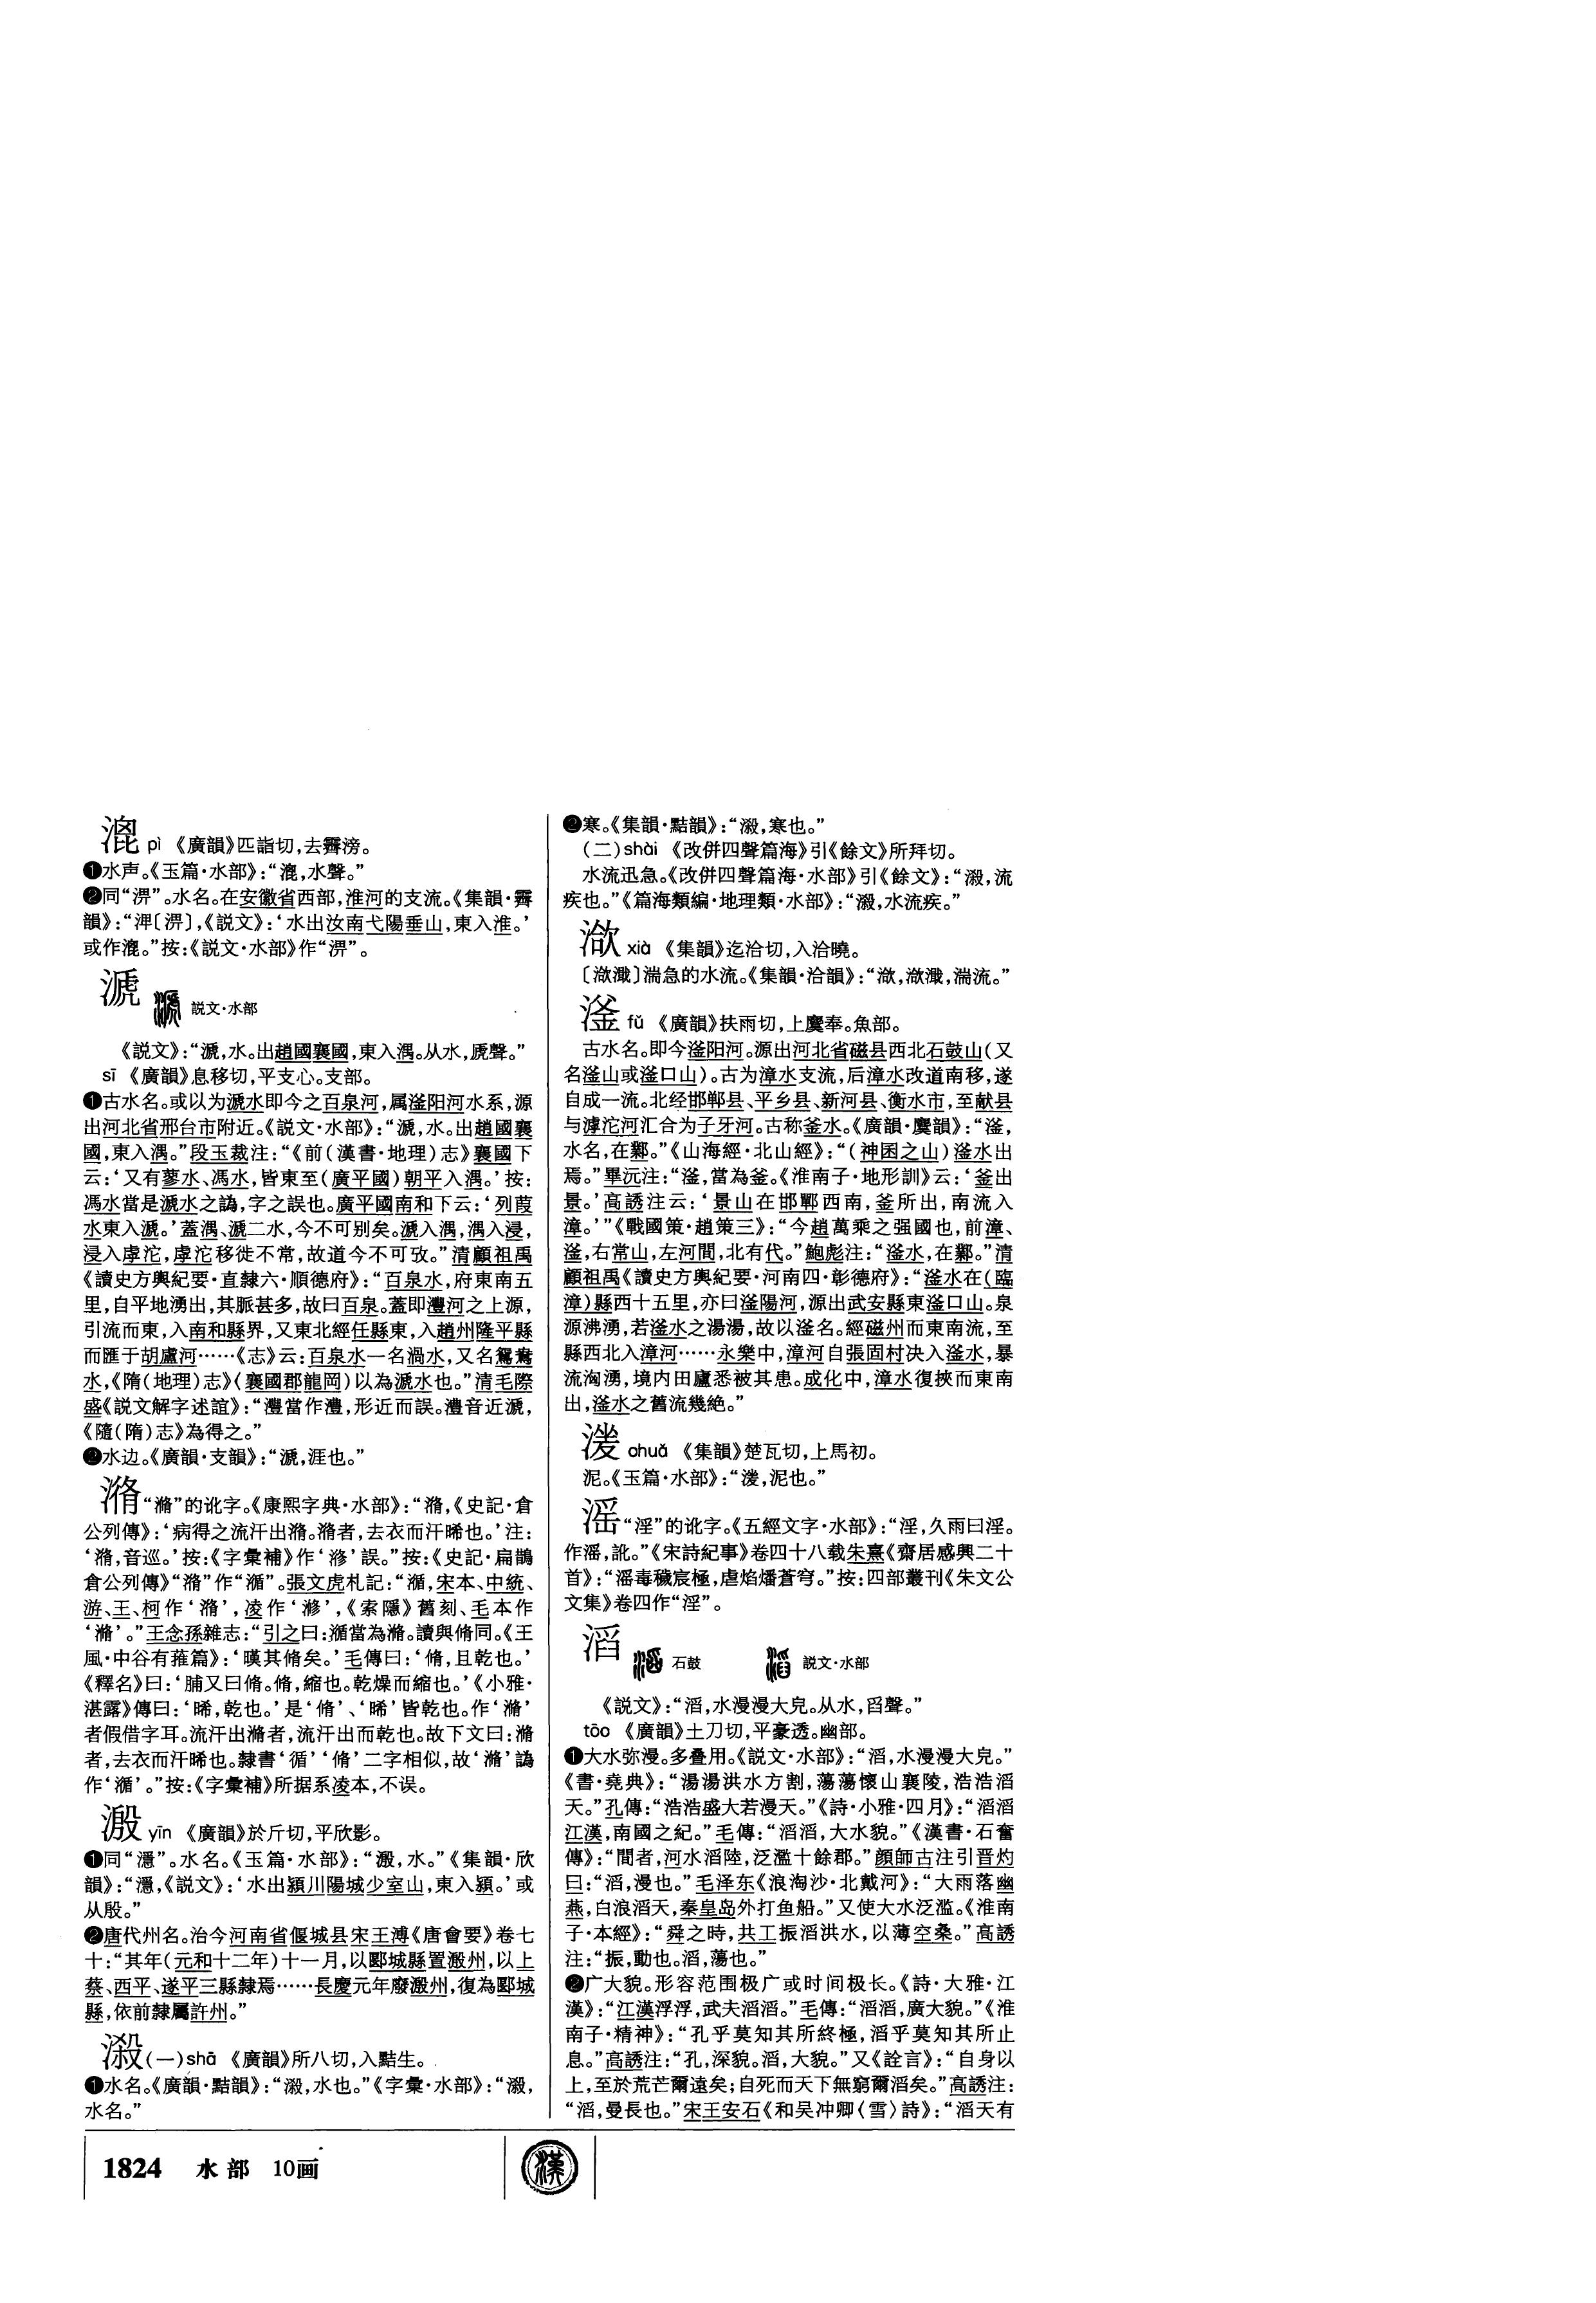 㴰 pì 《廣韻》匹詣切,去霽滂。
❶水声。《玉篇·水部》:“㴰,水聲。”
❷同“淠”。水名。在安徽省西部,淮河的支流。《集韻·霽
韻》:“渒〔淠〕,《説文》:‘水出汝南弋陽垂山,東入淮。’
或作㴰。”按:《説文·水部》作“淠”。
㴲 説文·水部
《説文》:“㴲,水。出趙國襄國,東入湡。从水,虒聲。”
sī 《廣韻》息移切,平支心。支部。
❶古水名。或以为㴲水即今之百泉河,属滏阳河水系,源
出河北省邢台市附近。《説文·水部》:“㴲,水。出趙國襄
國,東入湡。”段玉裁注:“《前(漢書·地理)志》襄國下
云:‘又有蓼水、馮水,皆東至(廣平國)朝平入湡。’按:
馮水當是㴲水之譌,字之誤也。廣平國南和下云:‘列葭
水東入㴲。’蓋湡、㴲二水,今不可别矣。㴲入湡,湡入浸,
浸入虖沱,虖沱移徙不常,故道今不可攷。”清顧祖禹
《讀史方輿紀要·直隸六·順德府》:“百泉水,府東南五
里,自平地湧出,其脈甚多,故曰百泉。蓋即灃河之上源,
引流而東,入南和縣界,又東北經任縣東,入趙州隆平縣
而匯于胡盧河……《志》云:百泉水一名渦水,又名鴛鴦
水,《隋(地理)志》(襄國郡龍岡)以為㴲水也。”清毛際
盛《説文解字述誼》:“灃當作澧,形近而誤。澧音近㴲,
《隨(隋)志》為得之。”
❷水边。《廣韻·支韻》:“㴲,涯也。”
滫“滫”的讹字。《康熙字典·水部》:“滫,《史記·倉
公列傳》:‘病得之流汗出滫。滫者,去衣而汗晞也。’注:
‘滫,音巡。’按:《字彙補》作‘㵌’誤。”按:《史記·扁鵲
倉公列傳》“滫”作“㵌”。張文虎札記:“㵌,宋本、中統、
游、王、柯作‘滫’,凌作‘滫’,《索隱》舊刻、毛本作
‘滫’。”王念孫雜志:“引之曰:㵌當為滫。讀與脩同。《王
風·中谷有蓷篇》:‘暵其脩矣。’毛傳曰:‘脩,且乾也。’
《釋名》曰:‘脯又曰脩。脩,縮也。乾燥而縮也。’《小雅·
湛露》傳曰:‘晞,乾也。’是‘脩’、‘晞’皆乾也。作‘滫’
者假借字耳。流汗出滫者,流汗出而乾也。故下文曰:滫
者,去衣而汗晞也。隸書‘循’‘脩’二字相似,故‘滫’譌
作‘㵌’。”按:《字彙補》所据系凌本,不误。
溵 yīn 《廣韻》於斤切,平欣影。
❶同“濦”。水名。《玉篇·水部》:“溵,水。”《集韻·欣
韻》:“濦,《説文》:‘水出潁川陽城少室山,東入潁。’或
从殷。”
❷唐代州名。治今河南省偃城县宋王溥《唐會要》卷七
十:“其年(元和十二年)十一月,以郾城縣置溵州,以上
蔡、西平、遂平三縣隸焉……長慶元年廢溵州,復為郾城
縣,依前隸屬許州。”
㵤(一)shā 《廣韻》所八切,入黠生。
❶水名。《廣韻·黠韻》:“㵤,水也。”《字彙·水部》:“㵤,
水名。”
❷寒。《集韻·黠韻》:“㵤,寒也。”
(二)shài 《改併四聲篇海》引《餘文》所拜切。
水流迅急。《改併四聲篇海·水部》引《餘文》:“㵤,流
疾也。”《篇海類編·地理類·水部》:“㵤,水流疾。”
xià 《集韻》迄洽切,入洽曉。
湍急的水流。《集韻·洽韻》:
滏 fǔ 《廣韻》扶雨切,上麌奉。魚部。
古水名。即今滏阳河。源出河北省磁县西北石鼓山(又
名滏山或滏口山)。古为漳水支流,后漳水改道南移,遂
自成一流。北经邯郸县、平乡县、新河县、衡水市,至献县
与滹沱河汇合为子牙河。古称釜水。《廣韻·麌韻》:“滏,
水名,在鄴。”《山海經·北山經》:“(神囷之山)滏水出
焉。”畢沅注:“滏,當為釜。《淮南子·地形訓》云:‘釜出
景。’高誘注云:‘景山在邯鄲西南,釜所出,南流入
漳。’”《戰國策·趙策三》:“今趙萬乘之强國也,前漳、
滏,右常山,左河間,北有代。”鮑彪注:“滏水,在鄴。”清
顧祖禹《讀史方輿紀要·河南四·彰德府》:“滏水在(臨
漳)縣西十五里,亦曰滏陽河,源出武安縣東滏口山。泉
源沸湧,若滏水之湯湯,故以滏名。經磁州而東南流,至
縣西北入漳河……永樂中,漳河自張固村决入滏水,暴
流洶湧,境内田廬悉被其患。成化中,漳水復挾而東南
出,滏水之舊流幾絶。”
chuǎ 《集韻》楚瓦切,上馬初。
泥。《玉篇·水部》:
滛“淫”的讹字。《五經文字·水部》:“淫,久雨曰淫。
作滛,訛。”《宋詩紀事》卷四十八载朱熹《齋居感興二十
首》:“滛毒穢宸極,虐焰燔蒼穹。”按:四部叢刊《朱文公
文集》卷四作“淫”。
滔 石鼓 説文·水部
《説文》:“滔,水漫漫大皃。从水,舀聲。”
tāo 《廣韻》土刀切,平豪透。幽部。
❶大水弥漫。多叠用。《説文·水部》:“滔,水漫漫大皃。”
《書·堯典》:“湯湯洪水方割,蕩蕩懷山襄陵,浩浩滔
天。”孔傳:“浩浩盛大若漫天。”《詩·小雅·四月》:“滔滔
江漢,南國之紀。”毛傳:“滔滔,大水貌。”《漢書·石奮
傳》:“間者,河水滔陸,泛濫十餘郡。”顔師古注引晋灼
曰:“滔,漫也。”毛泽东《浪淘沙·北戴河》:“大雨落幽
燕,白浪滔天,秦皇岛外打鱼船。”又使大水泛滥。《淮南
子·本經》:“舜之時,共工振滔洪水,以薄空桑。”高誘
注:“振,動也。滔,蕩也。”
❷广大貌。形容范围极广或时间极长。《詩·大雅·江
漢》:“江漢浮浮,武夫滔滔。”毛傳:“滔滔,廣大貌。”《淮
南子·精神》:“孔乎莫知其所終極,滔乎莫知其所止
息。”高誘注:“孔,深貌。滔,大貌。”又《詮言》:“自身以
上,至於荒芒爾遠矣;自死而天下無窮爾滔矣。”高誘注:
“滔,曼長也。”宋王安石《和吴冲卿〈雪〉詩》:“滔天有
1824 水部 10画
漢